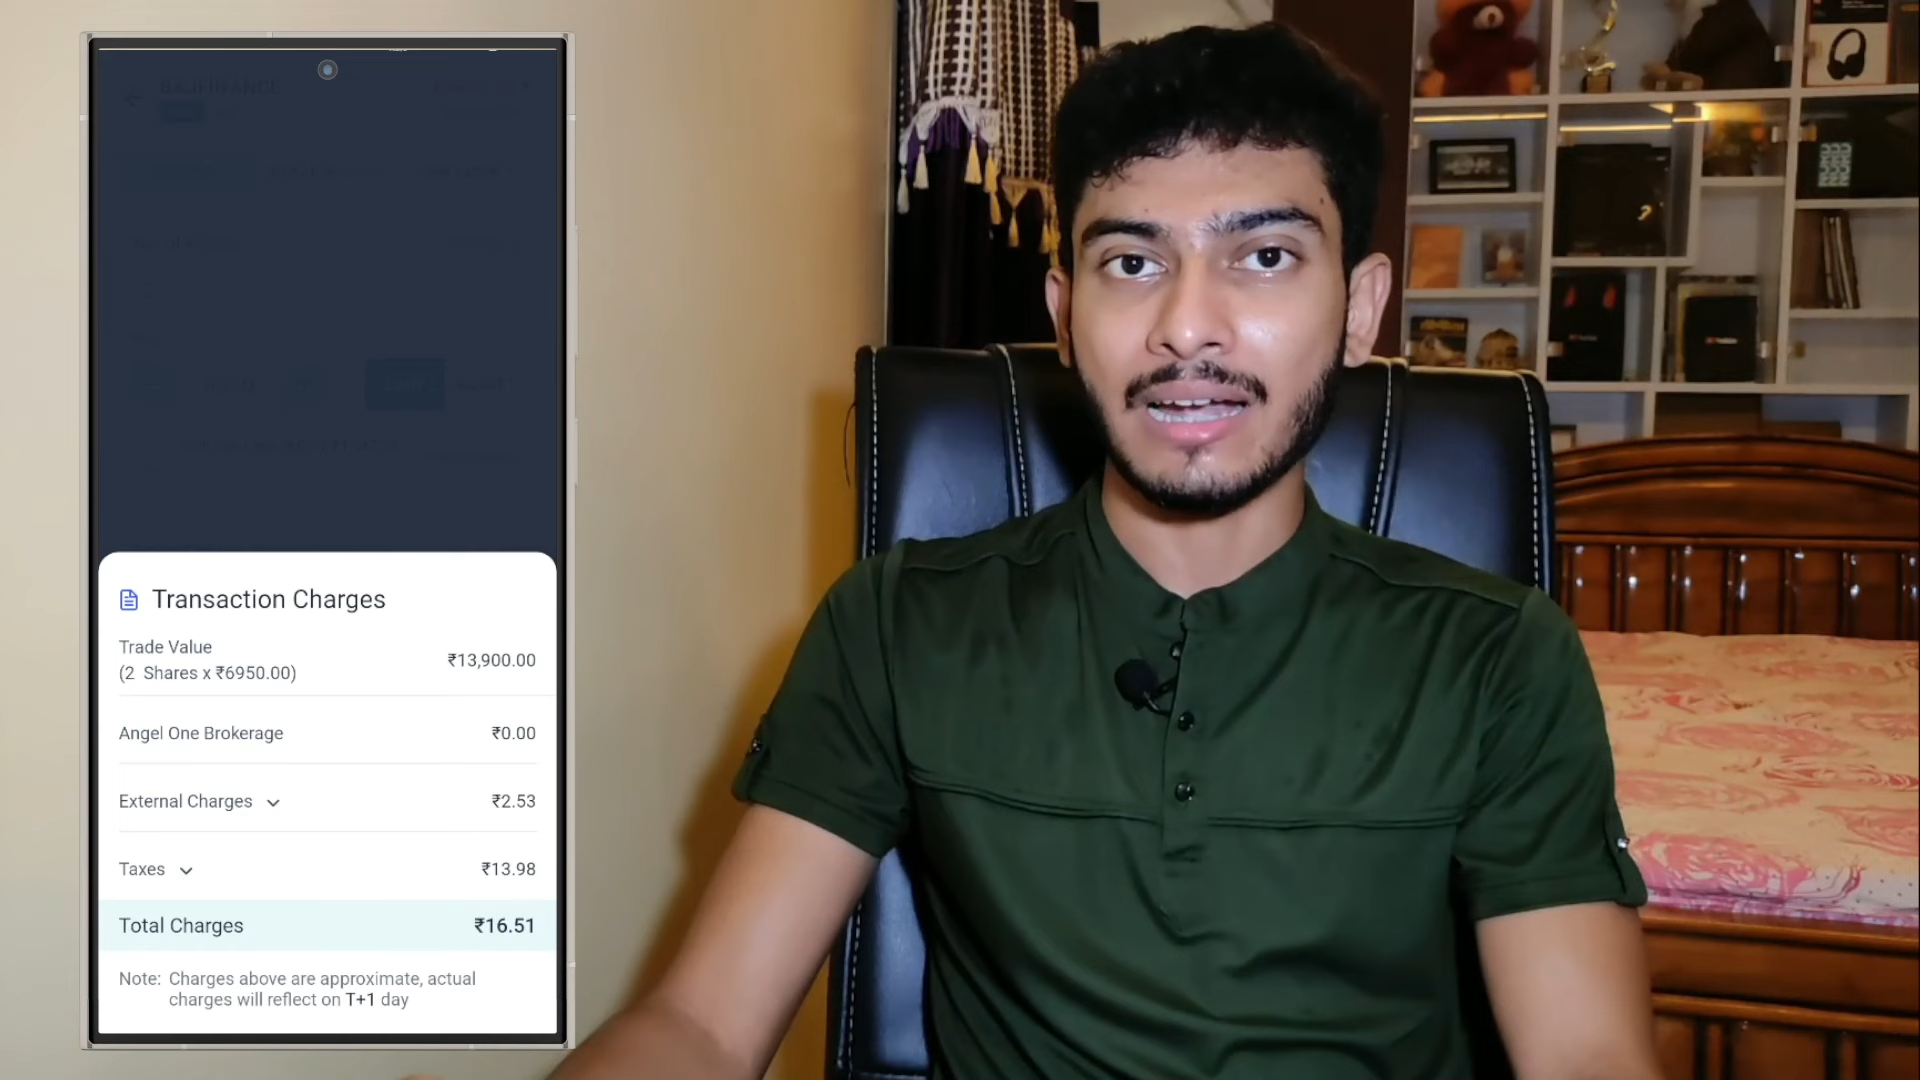 BAJFINANCE
Transaction Charges
Trade Value
(2 Shares x ₹6950.00)
₹13,900.00
Angel One Brokerage
₹0.00
External Charges
₹2.53
Taxes
₹13.98
Total Charges
₹16.51
Note: Charges above are approximate, actual
charges will reflect on T+1 day